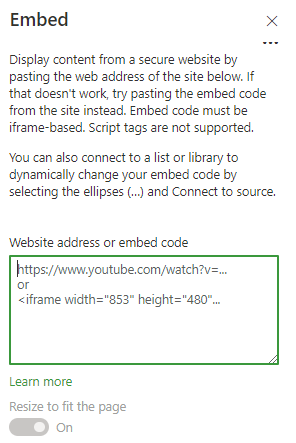 Embed
...
Display content from a secure website by
pasting the web address of the site below. If
that doesn't work, try pasting the embed code
from the site instead. Embed code must be
iframe-based. Script tags are not supported.
You can also connect to a list or library to
dynamically change your embed code by
selecting the ellipses (...) and Connect to source.
Website address or embed code
https://www.youtube.com/watch?v=...
or
<iframe width="853" height="480"...
Learn more
Resize to fit the page
On